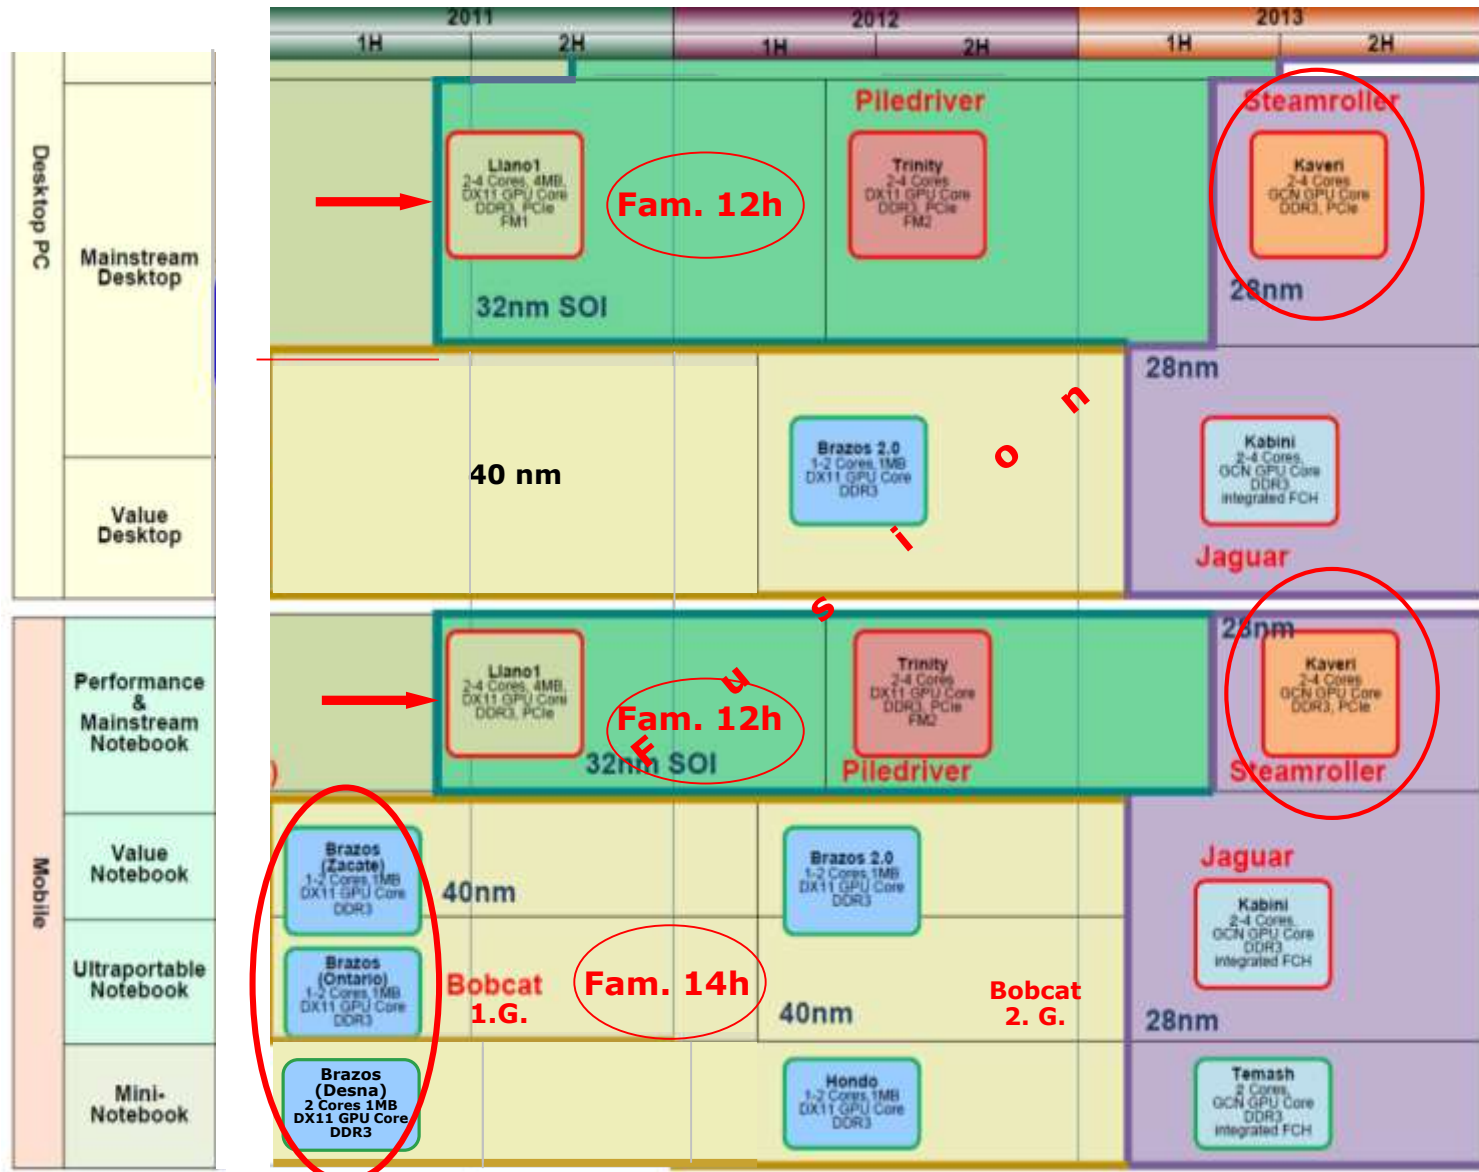 2011
2012
2013
1H
2H
1H
2H
1H
2H
Desktop PC
Mainstream
Desktop
Piledriver
Steamroller
Llano1
2-4 Cores, 4MB,
DX11 GPU Core
DDR3, PCIe
FM1
Fam. 12h
Trinity
2-4 Cores
DX11 GPU Core
DDR3, PCIe
FM2
Kaveri
2-4 Cores
GCN GPU Core
DDR3, PCIe
32nm SOI
28nm
Value
Desktop
40 nm
Brazos 2.0
1-2 Cores, 1MB
DX11 GPU Core
DDR3
28nm
Kabini
2-4 Cores,
GCN GPU Core
DDR3
integrated FCH
Jaguar
F u s i o n
Mobile
Performance
&
Mainstream
Notebook
)
Llano1
2-4 Cores, 4MB,
DX11 GPU Core
DDR3, PCIe
Fam. 12h
32nm SOI
Trinity
2-4 Cores
DX11 GPU Core
DDR3, PCIe
FM2
Piledriver
28nm
Kaveri
2-4 Cores
GCN GPU Core
DDR3, PCIe
Steamroller
Value
Notebook
Brazos
(Zacate)
1-2 Cores, 1MB
DX11 GPU Core
DDR3
40nm
Brazos 2.0
1-2 Cores, 1MB
DX11 GPU Core
DDR3
Jaguar
Kabini
2-4 Cores,
GCN GPU Core
DDR3
integrated FCH
Ultraportable
Notebook
Brazos
(Ontario)
1-2 Cores, 1MB
DX11 GPU Core
DDR3
Bobcat
1.G.
Fam. 14h
40nm
Bobcat
2. G.
28nm
Mini-
Notebook
Brazos
(Desna)
2 Cores 1MB
DX11 GPU Core
DDR3
Hondo
1-2 Cores, 1MB
DX11 GPU Core
DDR3
Temash
2 Cores,
GCN GPU Core
DDR3
integrated FCH